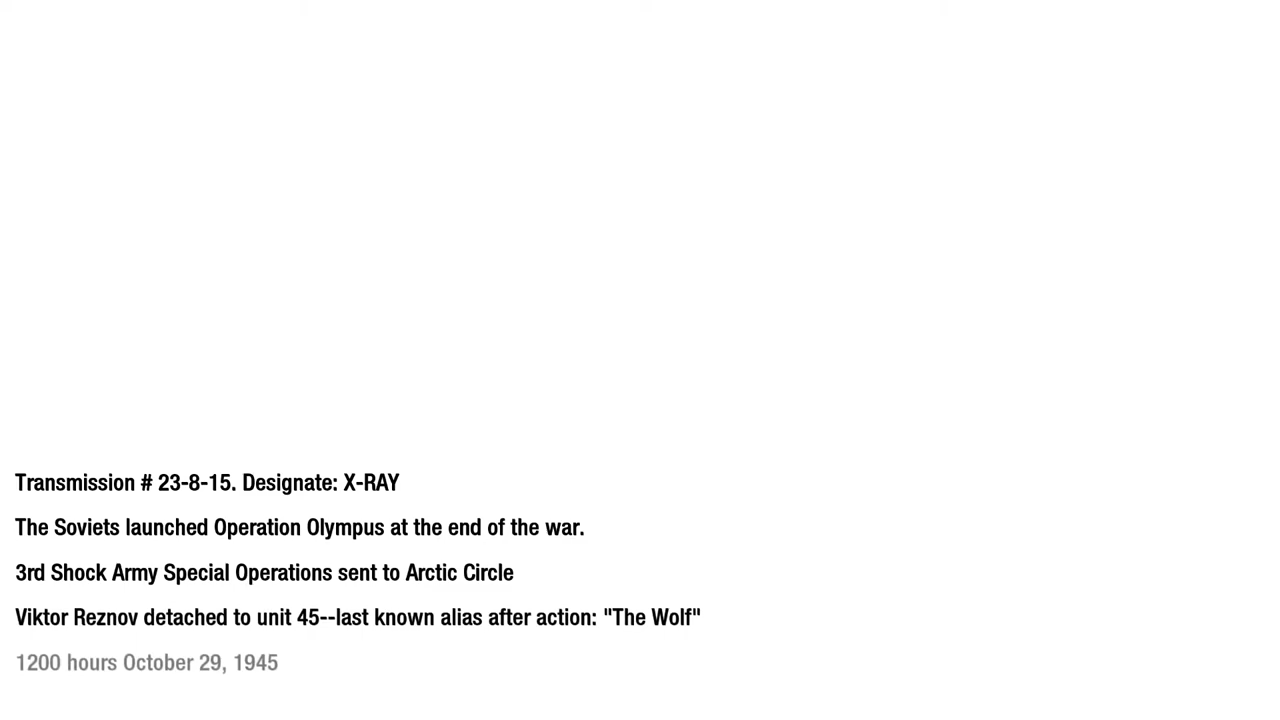 Transmission # 23-8-15. Designate: X-RAY
The Soviets launched Operation Olympus at the end of the war.
3rd Shock Army Special Operations sent to Arctic Circle
Viktor Reznov detached to unit 45--last known alias after action: "The Wolf"
1200 hours October 29, 1945